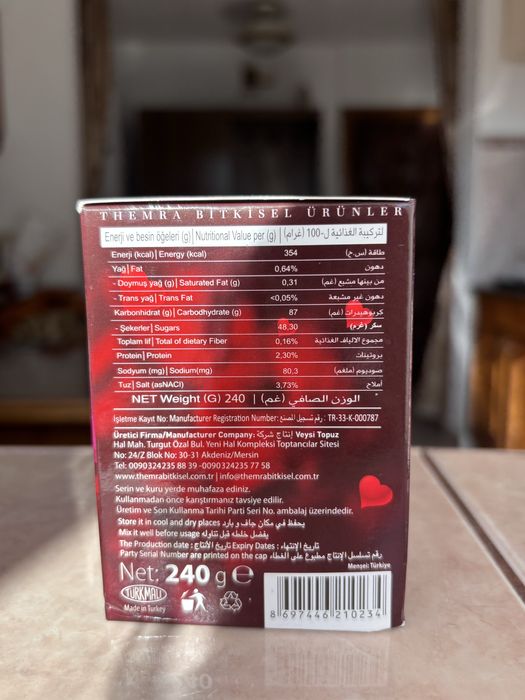 THEMRA BİTKİSEL ÜRÜNLER
Enerji ve besin öğeleri (g) | Nutritional Value per (g) | لتركيبة الغذائية ل-100 (غرام)
Enerji (kcal) | Energy (kcal) 354 طاقة (س.ح)
Yağ | Fat 0,64% دهون
- Doymuş yağ (g) | Saturated Fat (g) 0,31 من بينها مشبع (غم)
- Trans yağ | Trans Fat <0,05% دهون غير مشبعة
Karbonhidrat (g) | Carbodhydrate (g) 87 كربوهيدرات (غم)
- Şekerler | Sugars 48,30 سكر (غرم)
Toplam lif | Total of dietary Fiber 0,16% مجموع الالياف الغذائية
Protein | Protein 2,30% بروتينات
Sodyum (mg) | Sodium(mg) 80,3 صوديوم (ملغم)
Tuz | Salt (asNACl) 3,73% أملاح
NET Weight (G) 240 | الوزن الصافي (غم)
İşletme Kayıt No: Manufacturer Registration Number: رقم تسجيل المصنع : TR-33-K-000787
Üretici Firma/Manufacturer Company: إنتاج شركة Veysi Topuz
Hal Mah. Turgut Özal Bul. Yeni Hal Kompleksi Toptancılar Sitesi
No: 24/Z Blok No: 30-31 Akdeniz/Mersin
Tel: 0090324235 88 39 -0090324235 77 58
www.themrabitkisel.com.tr | info@themrabitkisel.com.tr
Serin ve kuru yerde muhafaza ediniz.
Kullanmadan önce karıştırmanız tavsiye edilir.
Üretim ve Son Kullanma Tarihi Parti Seri No. ambalaj üzerindedir.
Store it in cool and dry places يحفظ في مكان جاف و بارد
Mix it well before usage يفضل خلطه قبل تناوله
The Production date : تاريخ الأنتاج Expiry Dates : تاريخ الإنتهاء
Party Serial Number are printed on the cap رقم تسلسل الإنتاج مطبوع على الغطاء
Menşei: Türkiye
Net: 240 g e
TÜRKMALI
Made in Turkey
8 697446 210234